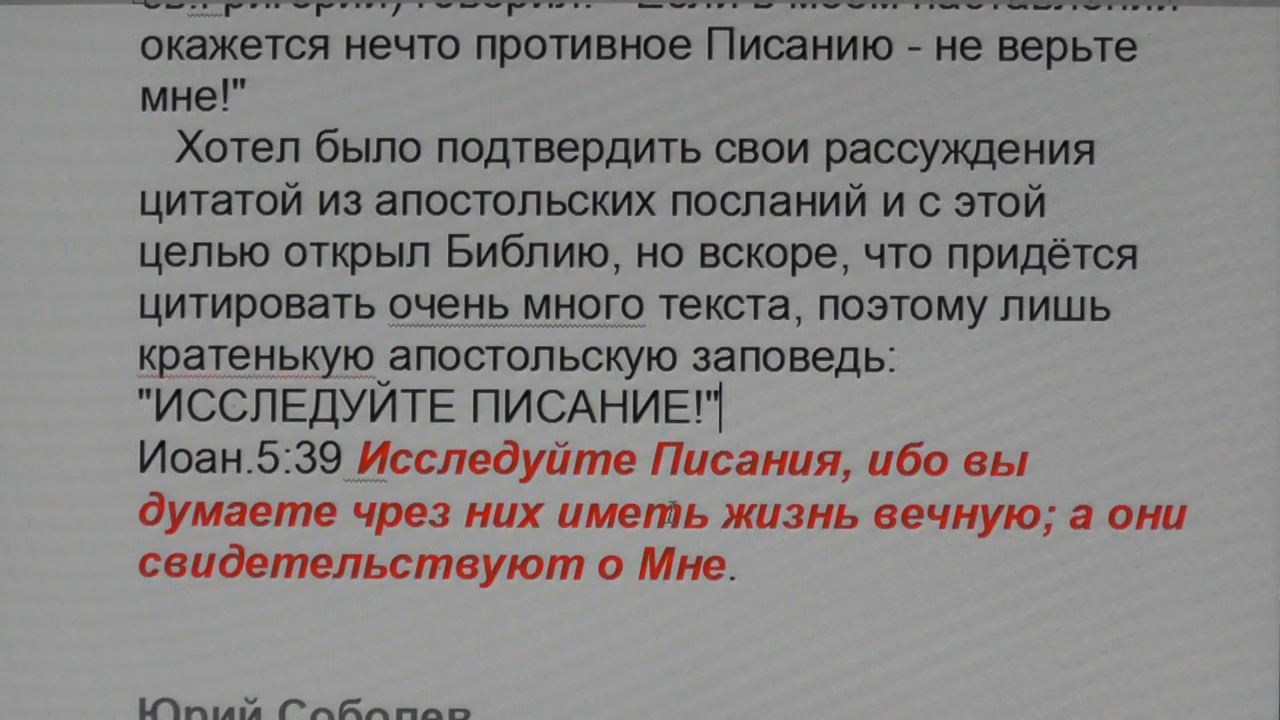 окажется нечто противное Писанию - не верьте
мне!"
Хотел было подтвердить свои рассуждения
цитатой из апостольских посланий и с этой
целью открыл Библию, но вскоре, что придётся
цитировать очень много текста, поэтому лишь
кратенькую апостольскую заповедь:
"ИССЛЕДУЙТЕ ПИСАНИЕ!"
Иоан.5:39 Исследуйте Писания, ибо вы
думаете чрез них иметь жизнь вечную; а они
свидетельствуют о Мне.
Юрий Соболев